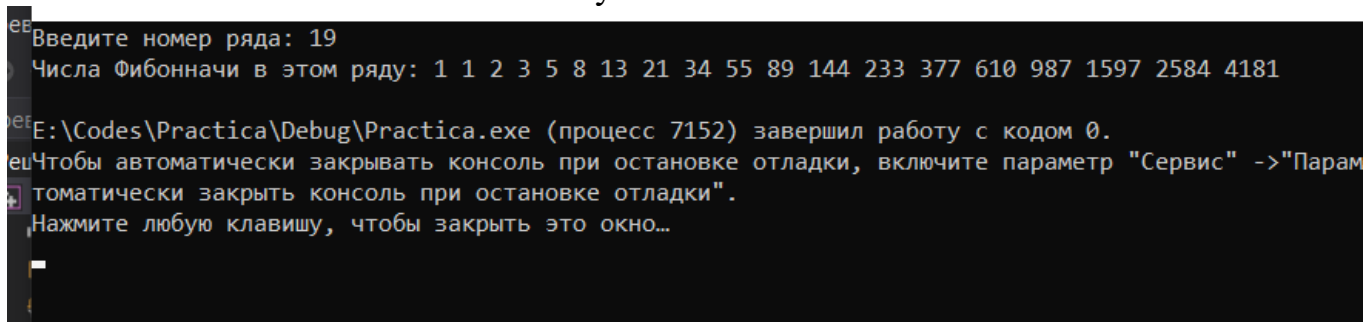 Введите номер ряда: 19
Числа Фибонначи в этом ряду: 1 1 2 3 5 8 13 21 34 55 89 144 233 377 610 987 1597 2584 4181
E:\Codes\Practica\Debug\Practica.exe (процесс 7152) завершил работу с кодом 0.
Чтобы автоматически закрывать консоль при остановке отладки, включите параметр "Сервис" ->"Парам
томатически закрыть консоль при остановке отладки".
Нажмите любую клавишу, чтобы закрыть это окно…